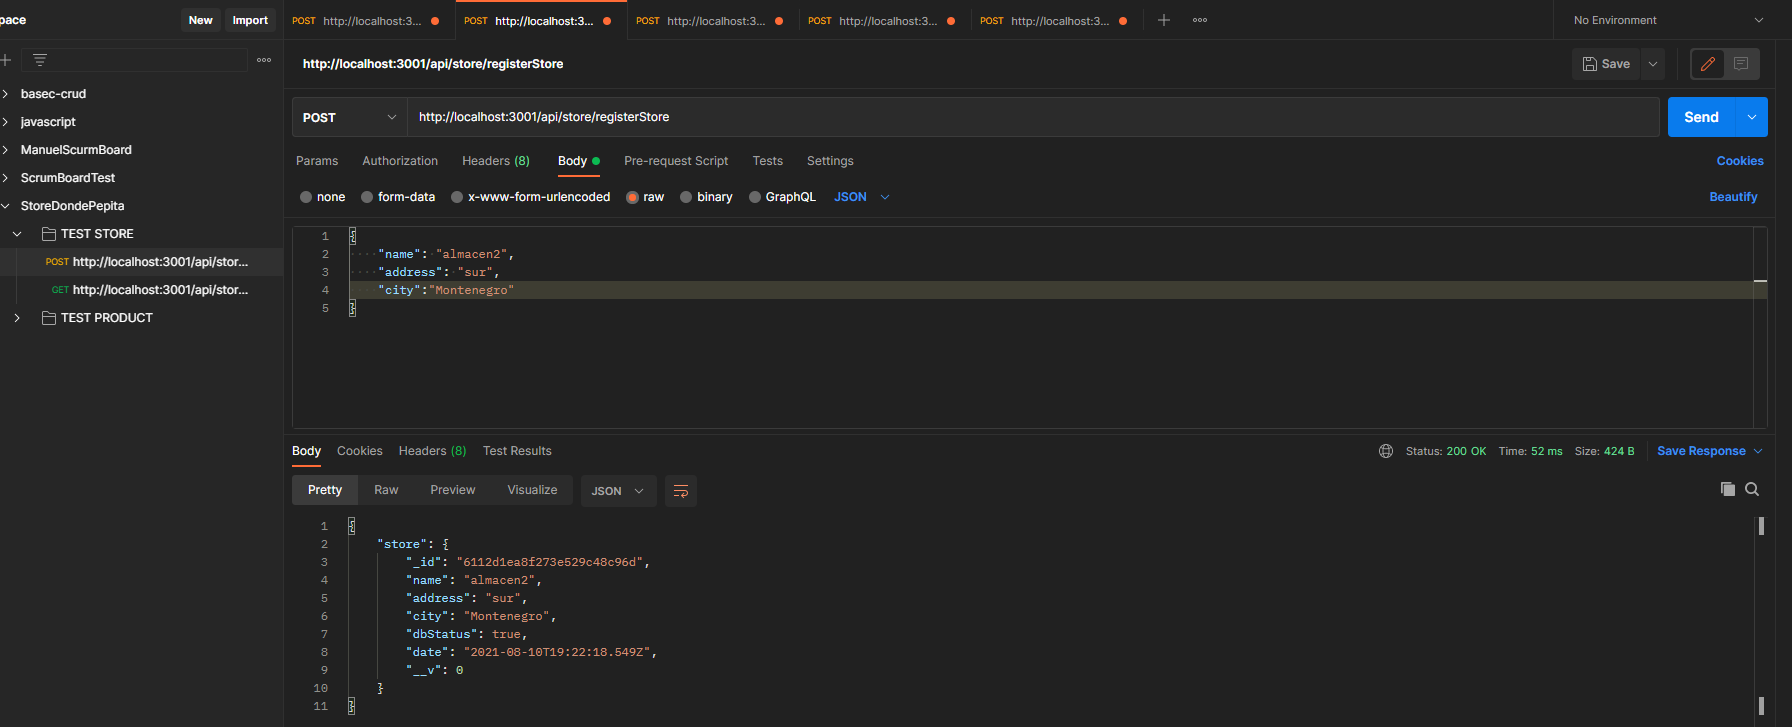 pace New Import
POST http://localhost:3... POST http://localhost:3... POST http://localhost:3... POST http://localhost:3... POST http://localhost:3... No Environment
http://localhost:3001/api/store/registerStore Save
basec-crud
javascript
ManuelScurmBoard
ScrumBoardTest
StoreDondePepita
TEST STORE
POST http://localhost:3001/api/stor...
GET http://localhost:3001/api/stor...
TEST PRODUCT
POST http://localhost:3001/api/store/registerStore Send
Params Authorization Headers (8) Body Pre-request Script Tests Settings Cookies
none form-data x-www-form-urlencoded raw binary GraphQL JSON Beautify
1 {
2 "name": "almacen2",
3 "address": "sur",
4 "city":"Montenegro"
5 }
Body Cookies Headers (8) Test Results Status: 200 OK Time: 52 ms Size: 424 B Save Response
Pretty Raw Preview Visualize JSON
1 {
2 "store": {
3 "_id": "6112d1ea8f273e529c48c96d",
4 "name": "almacen2",
5 "address": "sur",
6 "city": "Montenegro",
7 "dbStatus": true,
8 "date": "2021-08-10T19:22:18.549Z",
9 "__v": 0
10 }
11 }